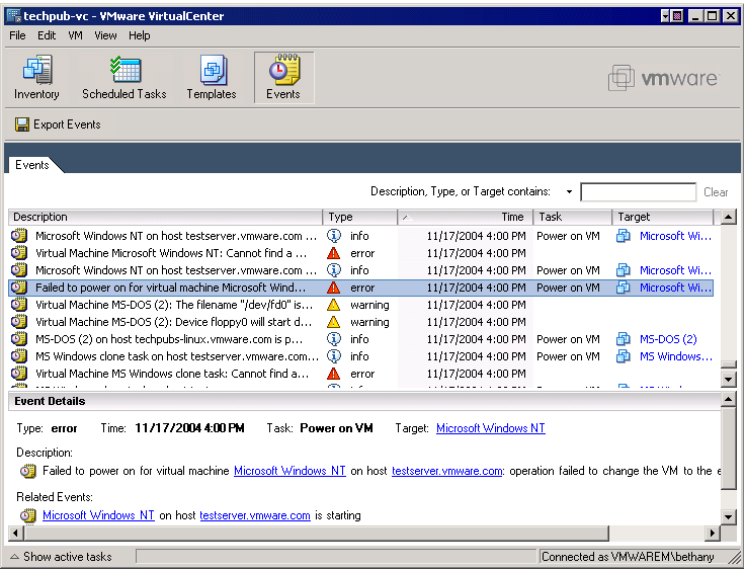 techpub-vc - VMware VirtualCenter
File Edit VM View Help
Inventory Scheduled Tasks Templates Events
vmware
Export Events
Events
Description, Type, or Target contains: Clear
Description Type Time Task Target
Microsoft Windows NT on host testserver.vmware.com ... info 11/17/2004 4:00 PM Power on VM Microsoft Wi...
Virtual Machine Microsoft Windows NT: Cannot find a ... error 11/17/2004 4:00 PM
Microsoft Windows NT on host testserver.vmware.com ... info 11/17/2004 4:00 PM Power on VM Microsoft Wi...
Failed to power on for virtual machine Microsoft Wind... error 11/17/2004 4:00 PM Power on VM Microsoft Wi...
Virtual Machine MS-DOS (2): The filename "/dev/fd0" is... warning 11/17/2004 4:00 PM
Virtual Machine MS-DOS (2): Device floppy0 will start d... warning 11/17/2004 4:00 PM
MS-DOS (2) on host techpubs-linux.vmware.com is p... info 11/17/2004 4:00 PM Power on VM MS-DOS (2)
MS Windows clone task on host testserver.vmware.com... info 11/17/2004 4:00 PM Power on VM MS Windows...
Virtual Machine MS Windows clone task: Cannot find a... error 11/17/2004 4:00 PM
Event Details
Type: error Time: 11/17/2004 4:00 PM Task: Power on VM Target: Microsoft Windows NT
Description:
Failed to power on for virtual machine Microsoft Windows NT on host testserver.vmware.com: operation failed to change the VM to the e
Related Events:
Microsoft Windows NT on host testserver.vmware.com is starting
Show active tasks Connected as VMWAREM\bethany